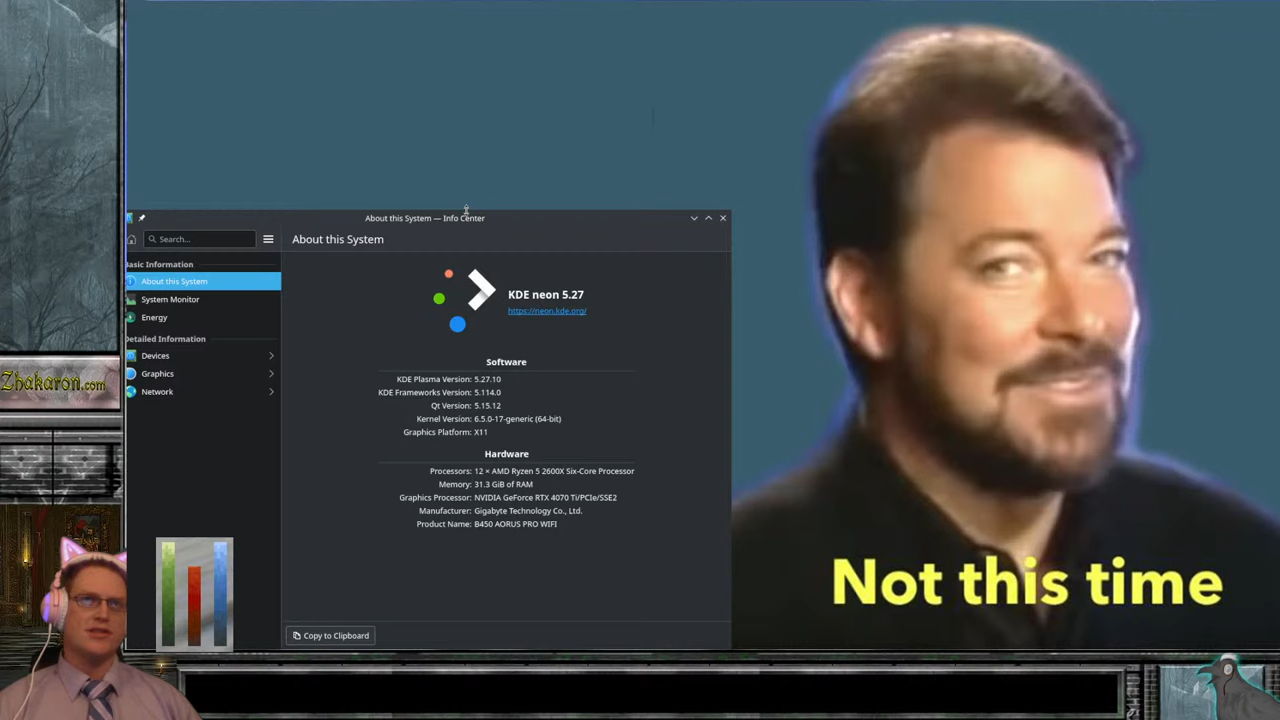 About this System — Info Center
Search...
About this System
Basic Information
About this System
System Monitor
Energy
Detailed Information
Devices
Graphics
Network
KDE neon 5.27
https://neon.kde.org/
Software
KDE Plasma Version: 5.27.10
KDE Frameworks Version: 5.114.0
Qt Version: 5.15.12
Kernel Version: 6.5.0-17-generic (64-bit)
Graphics Platform: X11
Hardware
Processors: 12 × AMD Ryzen 5 2600X Six-Core Processor
Memory: 31.3 GiB of RAM
Graphics Processor: NVIDIA GeForce RTX 4070 Ti/PCIe/SSE2
Manufacturer: Gigabyte Technology Co., Ltd.
Product Name: B450 AORUS PRO WIFI
Copy to Clipboard
Zhakaron.com
Not this time